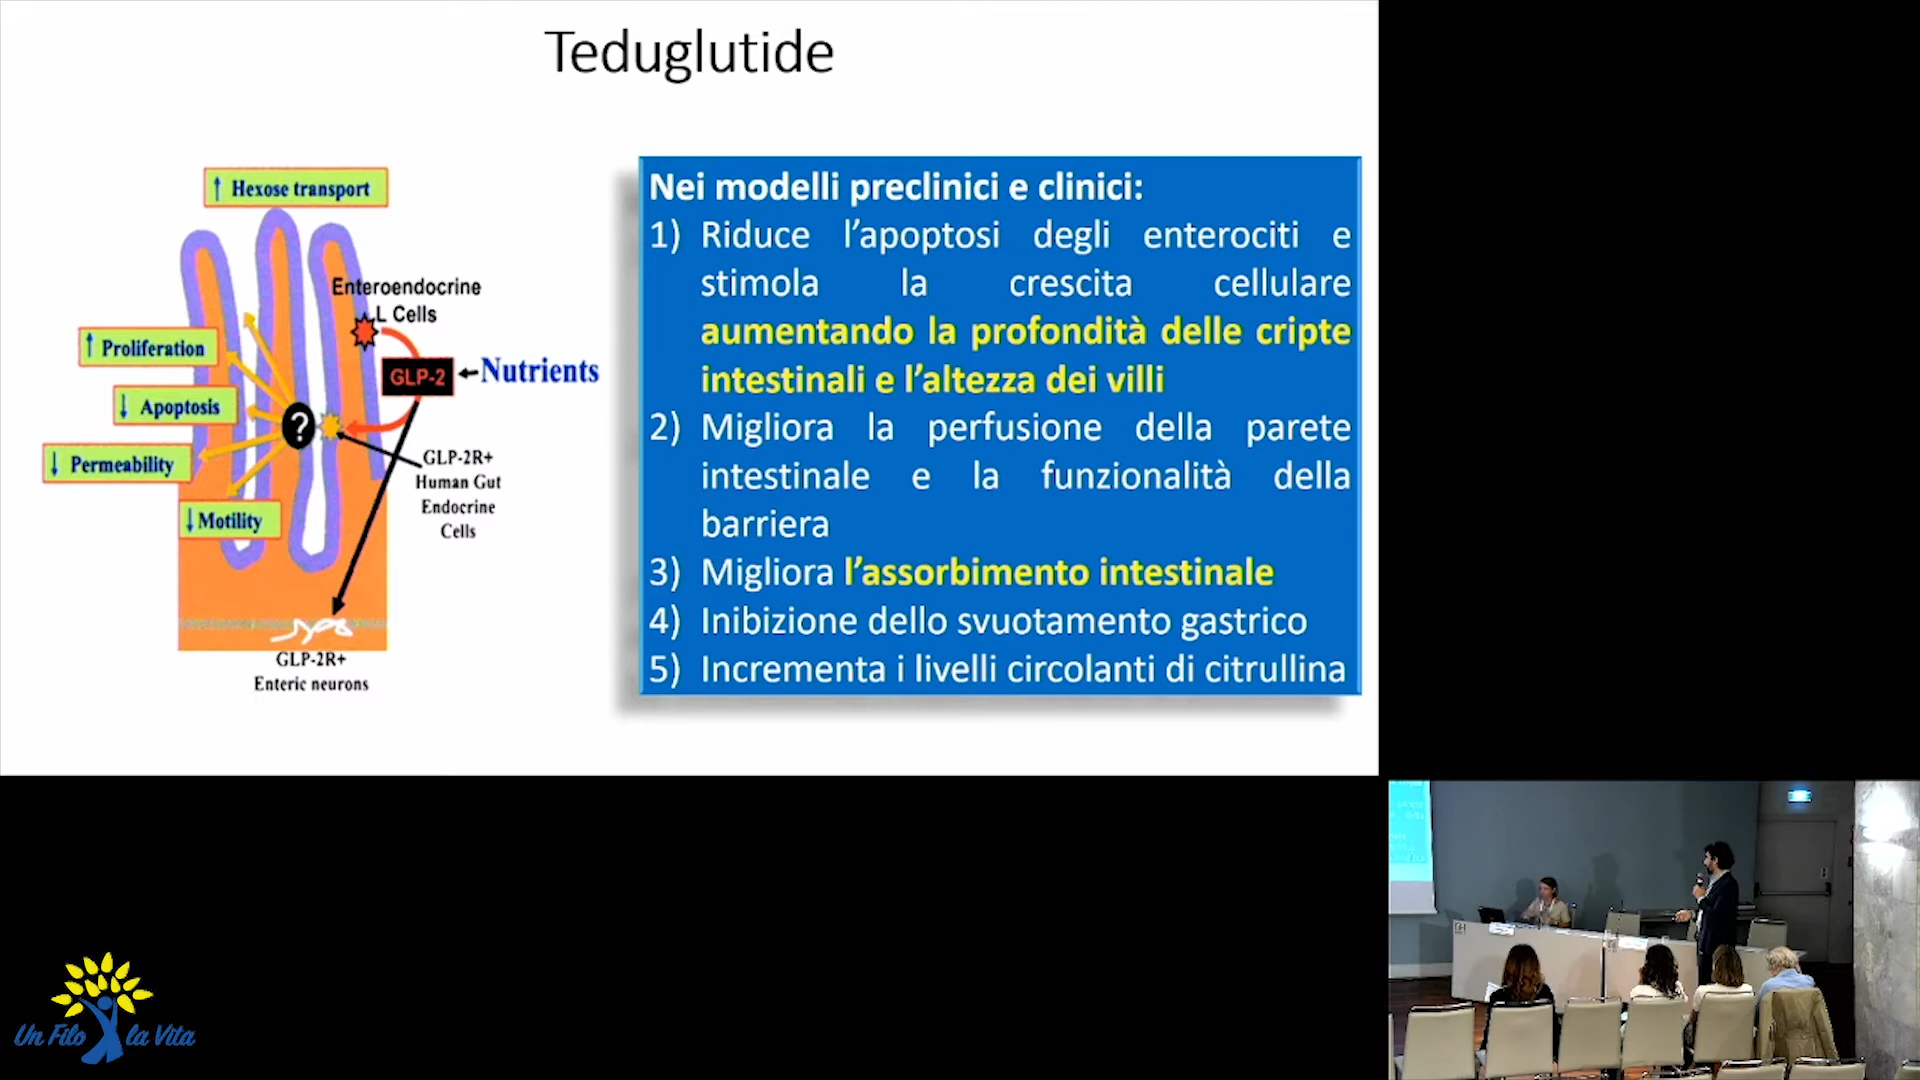 Teduglutide
↑ Hexose transport
Enteroendocrine
L Cells
↑ Proliferation
GLP-2
Nutrients
↓ Apoptosis
?
↓ Permeability
GLP-2R+
Human Gut
Endocrine
Cells
↓ Motility
GLP-2R+
Enteric neurons
Nei modelli preclinici e clinici:
1) Riduce l’apoptosi degli enterociti e
stimola la crescita cellulare
aumentando la profondità delle cripte
intestinali e l’altezza dei villi
2) Migliora la perfusione della parete
intestinale e la funzionalità della
barriera
3) Migliora l’assorbimento intestinale
4) Inibizione dello svuotamento gastrico
5) Incrementa i livelli circolanti di citrullina
Un Filo la Vita